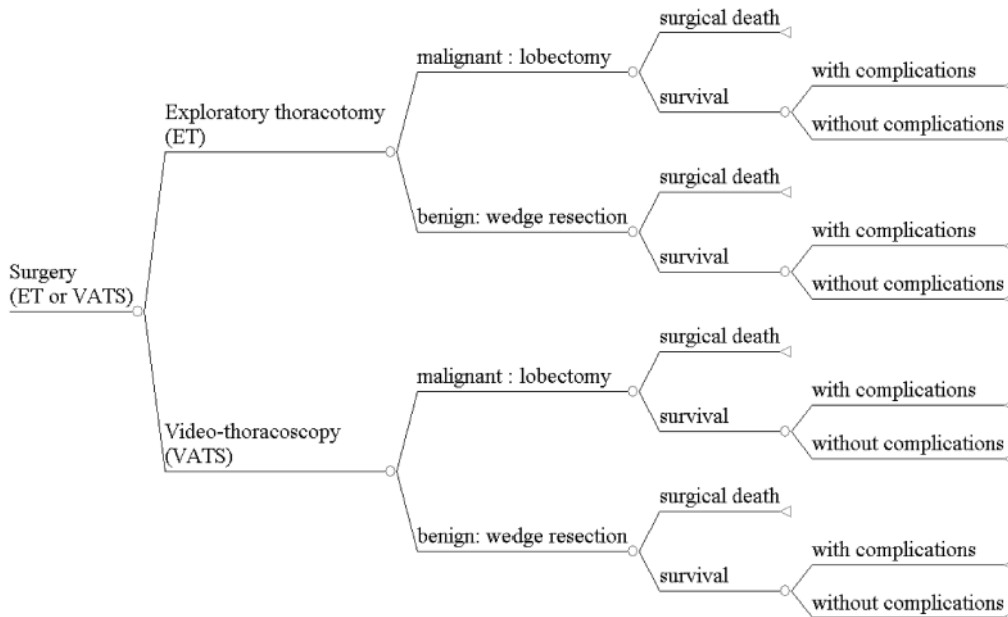 surgical death
malignant : lobectomy
with complications
survival
Exploratory thoracotomy
(ET)
without complications
surgical death
benign: wedge resection
with complications
survival
without complications
Surgery
(ET or VATS)
surgical death
malignant : lobectomy
with complications
survival
Video-thoracoscopy
(VATS)
without complications
surgical death
benign: wedge resection
with complications
survival
without complications